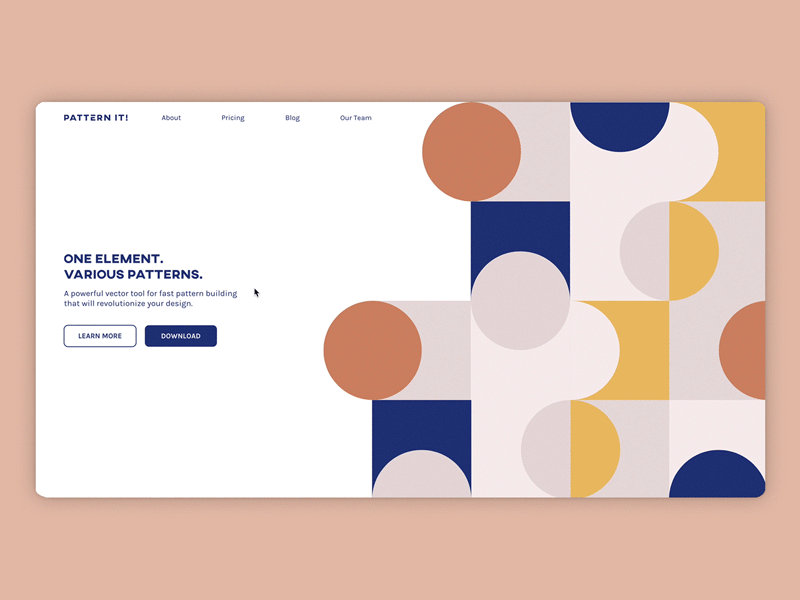 PATTERN IT! About Pricing Blog Our Team
ONE ELEMENT.
VARIOUS PATTERNS.
A powerful vector tool for fast pattern building
that will revolutionize your design.
LEARN MORE DOWNLOAD